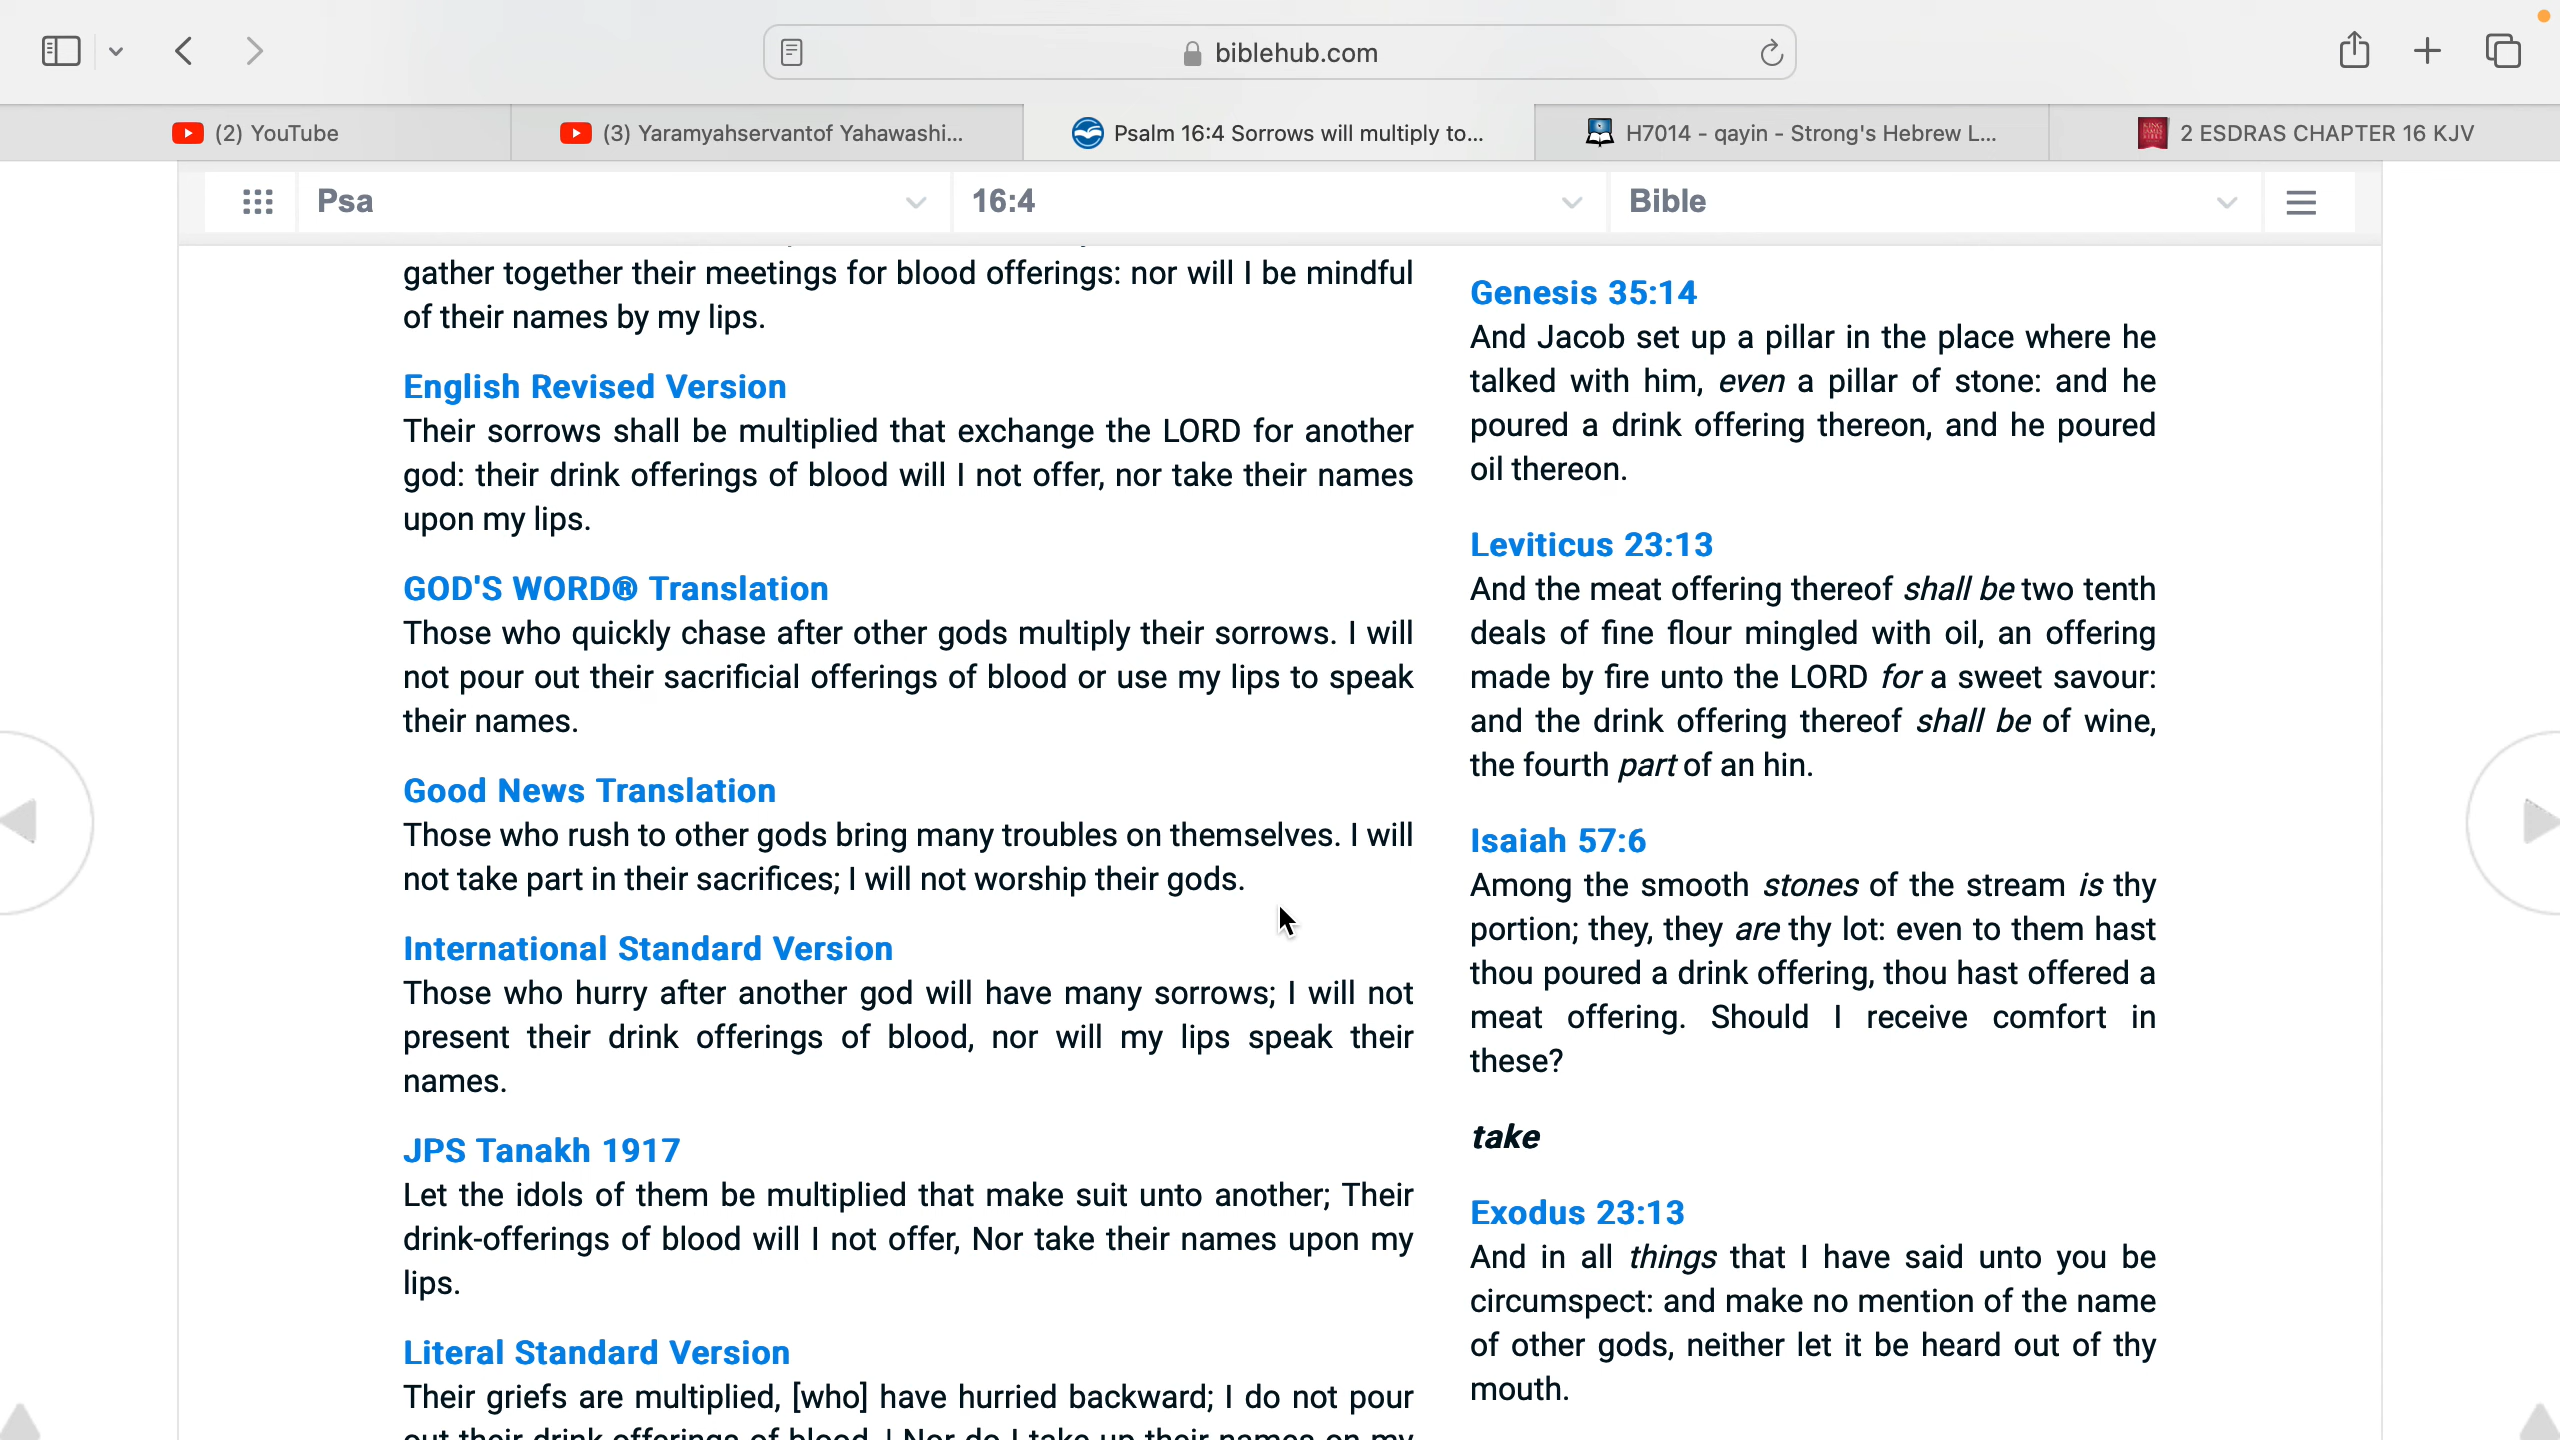 biblehub.com
(2) YouTube
(3) Yaramyahservantof Yahawashi...
Psalm 16:4 Sorrows will multiply to...
H7014 - qayin - Strong's Hebrew L...
2 ESDRAS CHAPTER 16 KJV
Psa
16:4
Bible
gather together their meetings for blood offerings: nor will I be mindful
of their names by my lips.
English Revised Version
Their sorrows shall be multiplied that exchange the LORD for another
god: their drink offerings of blood will I not offer, nor take their names
upon my lips.
GOD'S WORD® Translation
Those who quickly chase after other gods multiply their sorrows. I will
not pour out their sacrificial offerings of blood or use my lips to speak
their names.
Good News Translation
Those who rush to other gods bring many troubles on themselves. I will
not take part in their sacrifices; I will not worship their gods.
International Standard Version
Those who hurry after another god will have many sorrows; I will not
present their drink offerings of blood, nor will my lips speak their
names.
JPS Tanakh 1917
Let the idols of them be multiplied that make suit unto another; Their
drink-offerings of blood will I not offer, Nor take their names upon my
lips.
Literal Standard Version
Their griefs are multiplied, [who] have hurried backward; I do not pour
out their drink offerings of blood, | Nor do I take up their names on my
Genesis 35:14
And Jacob set up a pillar in the place where he
talked with him, even a pillar of stone: and he
poured a drink offering thereon, and he poured
oil thereon.
Leviticus 23:13
And the meat offering thereof shall be two tenth
deals of fine flour mingled with oil, an offering
made by fire unto the LORD for a sweet savour:
and the drink offering thereof shall be of wine,
the fourth part of an hin.
Isaiah 57:6
Among the smooth stones of the stream is thy
portion; they, they are thy lot: even to them hast
thou poured a drink offering, thou hast offered a
meat offering. Should I receive comfort in
these?
take
Exodus 23:13
And in all things that I have said unto you be
circumspect: and make no mention of the name
of other gods, neither let it be heard out of thy
mouth.